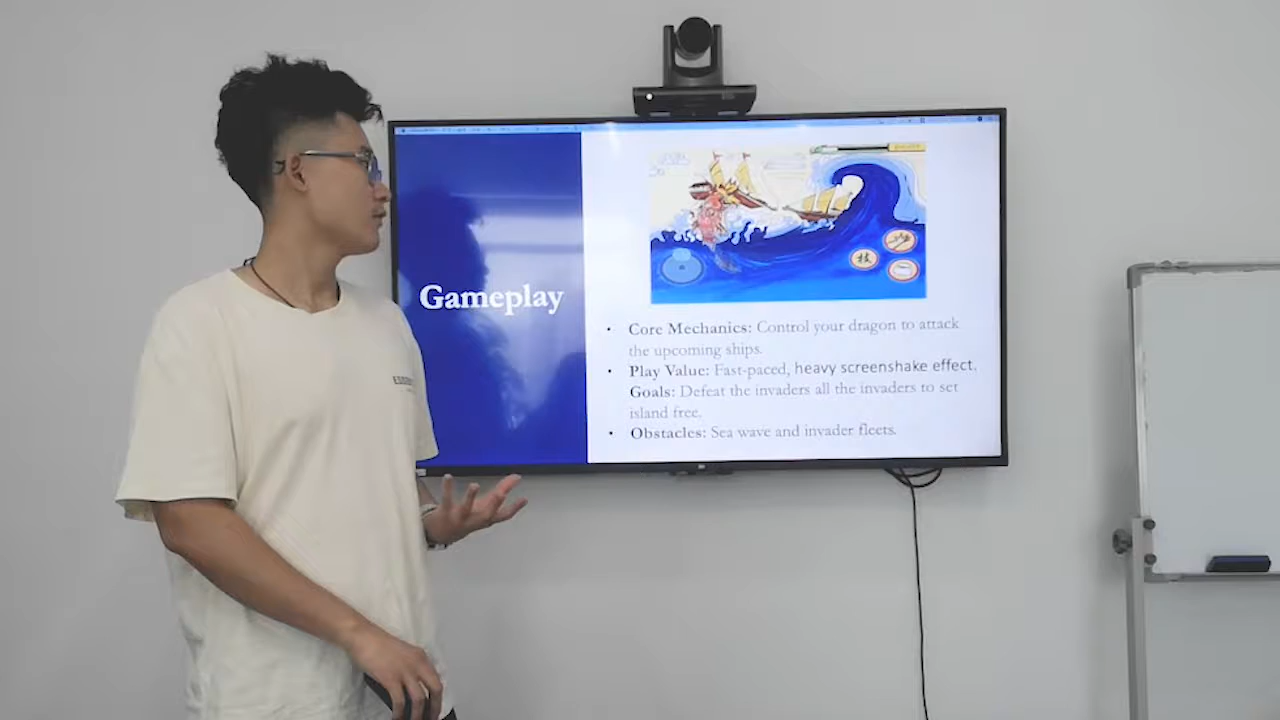 Gameplay
技
• Core Mechanics: Control your dragon to attack
the upcoming ships.
• Play Value: Fast-paced, heavy screenshake effect.
Goals: Defeat the invaders all the invaders to set
island free.
• Obstacles: Sea wave and invader fleets.